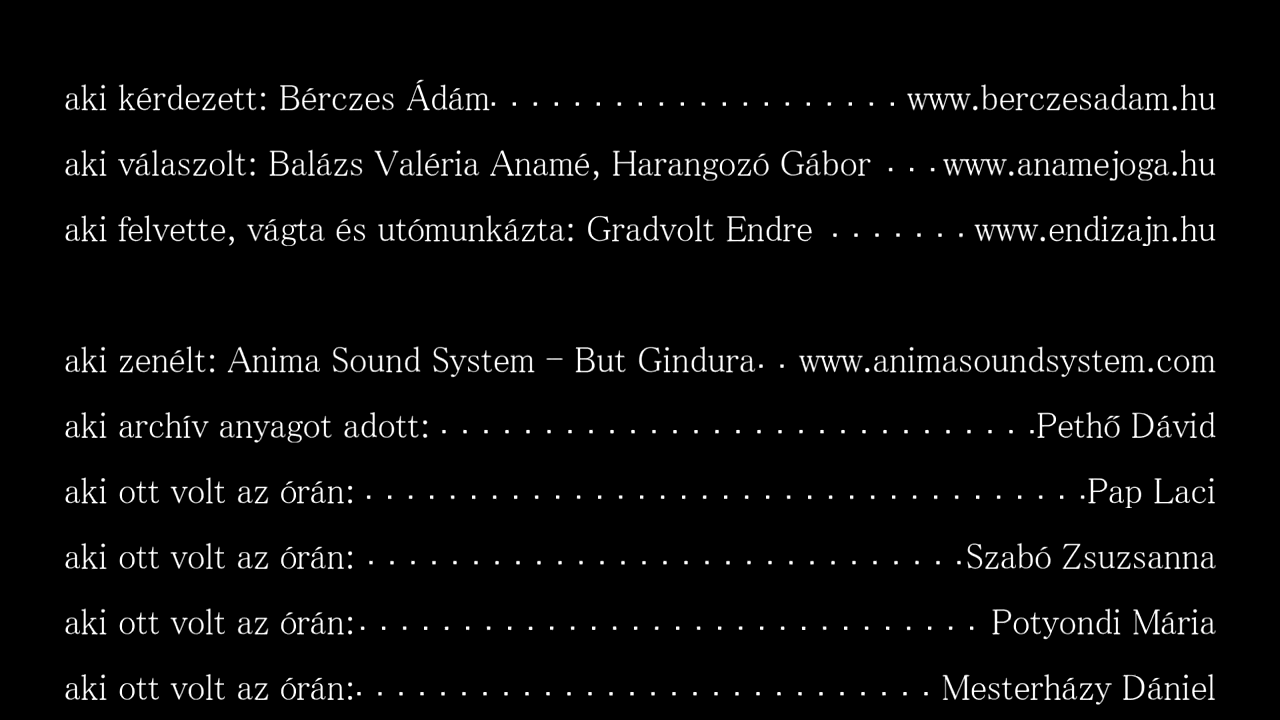 aki kérdezett: Bérczes Ádám. . . . . . . . . . . . . . . . . . . . www.berczesadam.hu
aki válaszolt: Balázs Valéria Anamé, Harangozó Gábor . . . www.anamejoga.hu
aki felvette, vágta és utómunkázta: Gradvolt Endre . . . . . . . www.endizajn.hu
aki zenélt: Anima Sound System - But Gindura. . www.animasoundsystem.com
aki archív anyagot adott: . . . . . . . . . . . . . . . . . . . . . . . . . . . . .Pethő Dávid
aki ott volt az órán: . . . . . . . . . . . . . . . . . . . . . . . . . . . . . . . . . . .Pap Laci
aki ott volt az órán: . . . . . . . . . . . . . . . . . . . . . . . . . . . . .Szabó Zsuzsanna
aki ott volt az órán: . . . . . . . . . . . . . . . . . . . . . . . . . . . . . . Potyondi Mária
aki ott volt az órán:. . . . . . . . . . . . . . . . . . . . . . . . . . . . Mesterházy Dániel